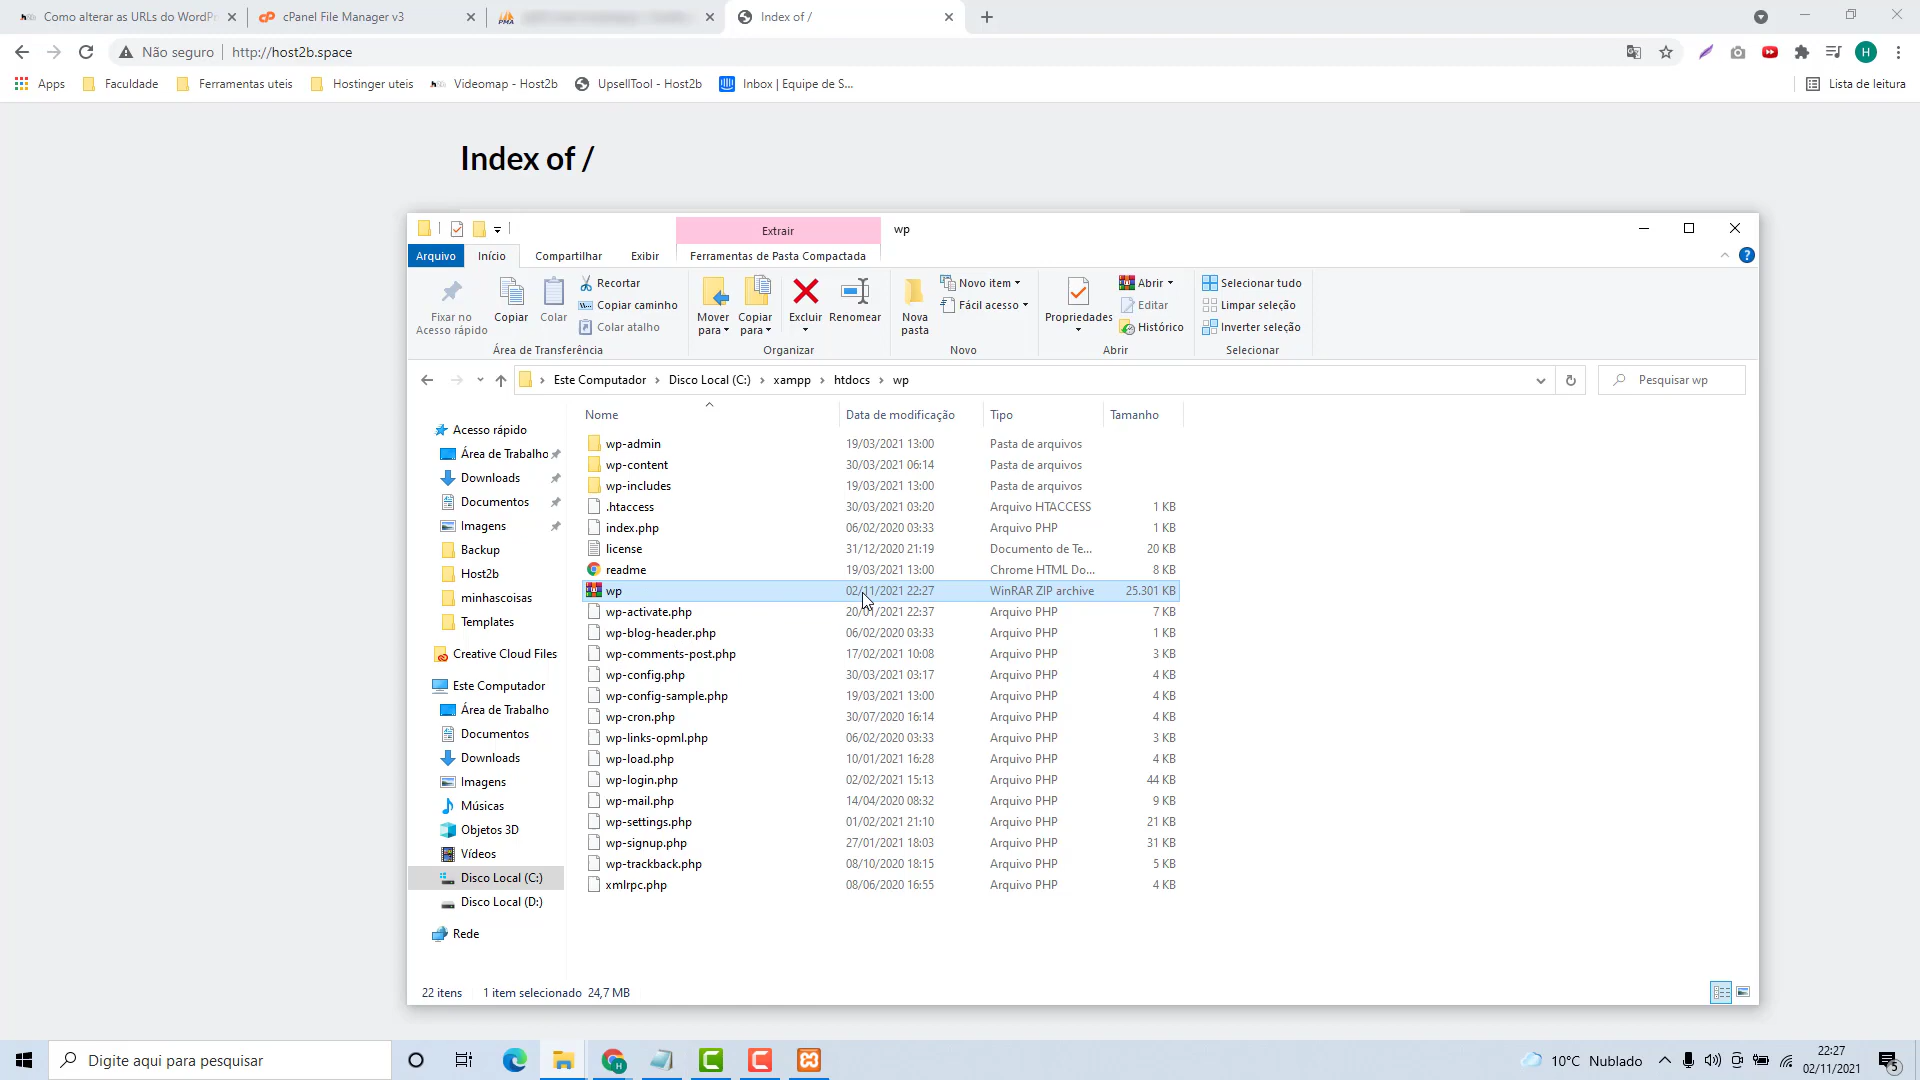 Como alterar as URLs do WordPr
cPanel File Manager v3
Index of /
Não seguro
http://host2b.space
Apps
Faculdade
Ferramentas uteis
Hostinger uteis
Videomap - Host2b
UpsellTool - Host2b
Inbox | Equipe de S...
Lista de leitura
Index of /
Extrair
wp
Arquivo
Início
Compartilhar
Exibir
Ferramentas de Pasta Compactada
Fixar no
Acesso rápido
Copiar
Colar
Recortar
Copiar caminho
Colar atalho
Área de Transferência
Mover
para
Copiar
para
Excluir
Renomear
Organizar
Nova
pasta
Novo item
Fácil acesso
Novo
Propriedades
Abrir
Editar
Histórico
Abrir
Selecionar tudo
Limpar seleção
Inverter seleção
Selecionar
Este Computador > Disco Local (C:) > xampp > htdocs > wp
Pesquisar wp
Nome Data de modificação Tipo Tamanho
wp-admin 19/03/2021 13:00 Pasta de arquivos
wp-content 30/03/2021 06:14 Pasta de arquivos
wp-includes 19/03/2021 13:00 Pasta de arquivos
.htaccess 30/03/2021 03:20 Arquivo HTACCESS 1 KB
index.php 06/02/2020 03:33 Arquivo PHP 1 KB
license 31/12/2020 21:19 Documento de Te... 20 KB
readme 19/03/2021 13:00 Chrome HTML Do... 8 KB
wp 02/11/2021 22:27 WinRAR ZIP archive 25.301 KB
wp-activate.php 20/01/2021 22:37 Arquivo PHP 7 KB
wp-blog-header.php 06/02/2020 03:33 Arquivo PHP 1 KB
wp-comments-post.php 17/02/2021 10:08 Arquivo PHP 3 KB
wp-config.php 30/03/2021 03:17 Arquivo PHP 4 KB
wp-config-sample.php 19/03/2021 13:00 Arquivo PHP 4 KB
wp-cron.php 30/07/2020 16:14 Arquivo PHP 4 KB
wp-links-opml.php 06/02/2020 03:33 Arquivo PHP 3 KB
wp-load.php 10/01/2021 16:28 Arquivo PHP 4 KB
wp-login.php 02/02/2021 15:13 Arquivo PHP 44 KB
wp-mail.php 14/04/2020 08:32 Arquivo PHP 9 KB
wp-settings.php 01/02/2021 21:10 Arquivo PHP 21 KB
wp-signup.php 27/01/2021 18:03 Arquivo PHP 31 KB
wp-trackback.php 08/10/2020 18:15 Arquivo PHP 5 KB
xmlrpc.php 08/06/2020 16:55 Arquivo PHP 4 KB
Acesso rápido
Área de Trabalho
Downloads
Documentos
Imagens
Backup
Host2b
minhascoisas
Templates
Creative Cloud Files
Este Computador
Área de Trabalho
Documentos
Downloads
Imagens
Músicas
Objetos 3D
Vídeos
Disco Local (C:)
Disco Local (D:)
Rede
22 itens 1 item selecionado 24,7 MB
Digite aqui para pesquisar
10°C Nublado
22:27
02/11/2021
5